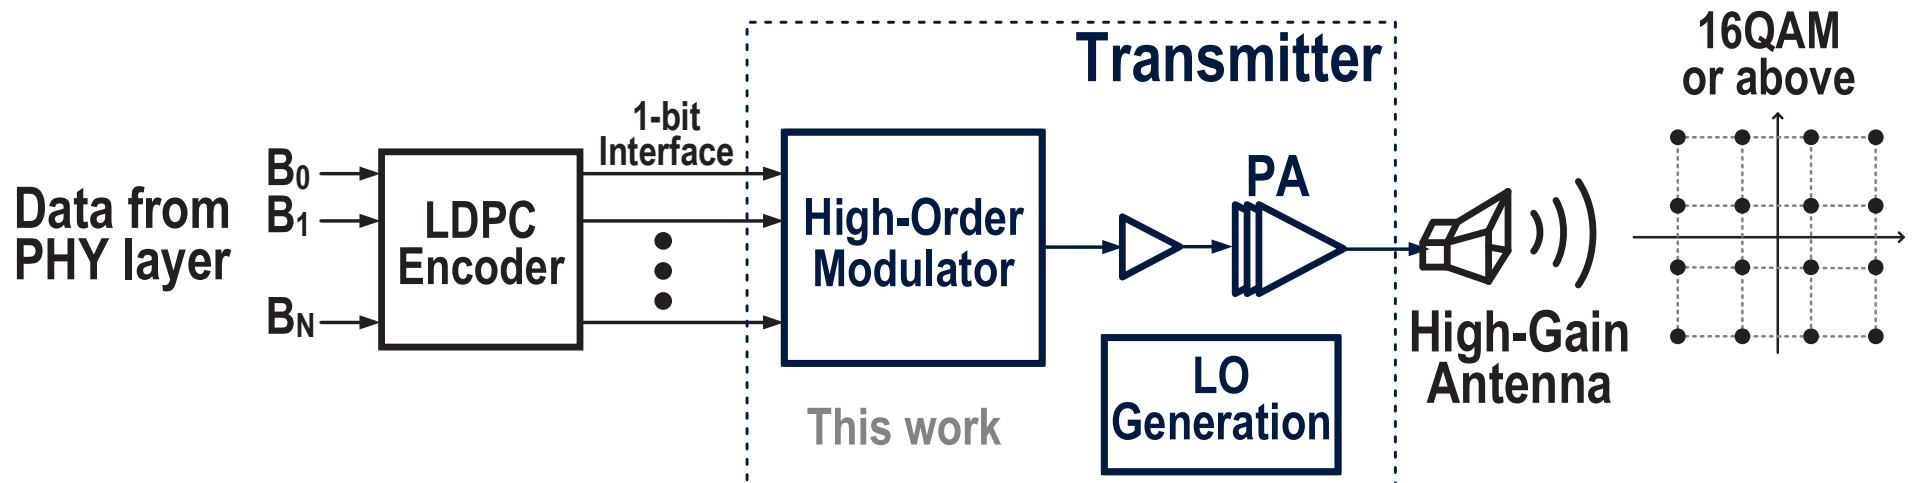 Data from
PHY layer
B0
B1
BN
LDPC
Encoder
1-bit
Interface
Transmitter
High-Order
Modulator
This work
PA
LO
Generation
High-Gain
Antenna
16QAM
or above